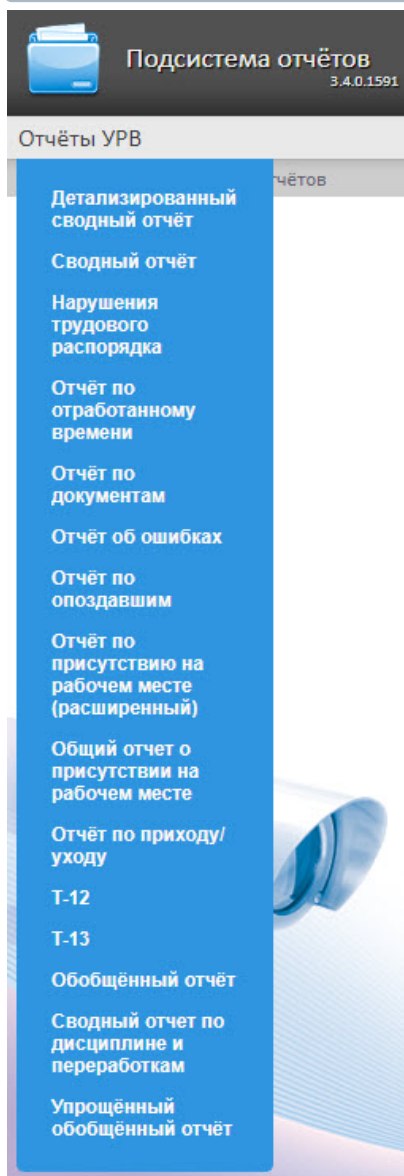 Подсистема отчётов
3.4.0.1591
Отчёты УРВ
чётов
Детализированный
сводный отчёт
Сводный отчёт
Нарушения
трудового
распорядка
Отчёт по
отработанному
времени
Отчёт по
документам
Отчёт об ошибках
Отчёт по
опоздавшим
Отчёт по
присутствию на
рабочем месте
(расширенный)
Общий отчет о
присутствии на
рабочем месте
Отчёт по приходу/
уходу
Т-12
Т-13
Обобщённый отчёт
Сводный отчет по
дисциплине и
переработкам
Упрощённый
обобщённый отчёт